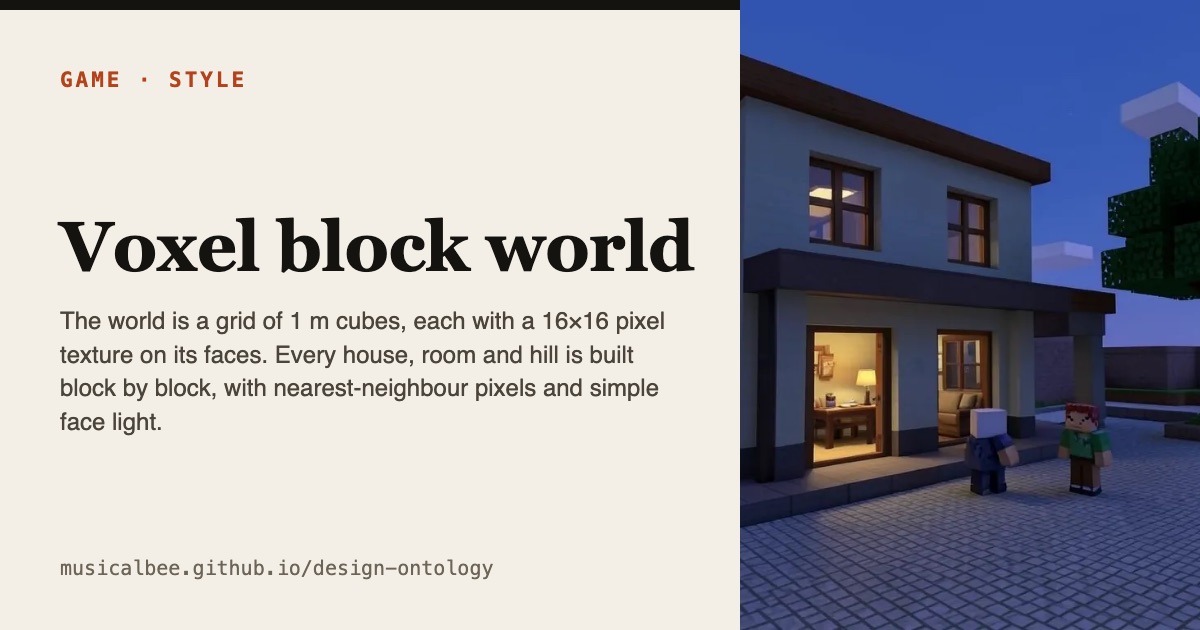 GAME · STYLE
Voxel block world
The world is a grid of 1 m cubes, each with a 16×16 pixel
texture on its faces. Every house, room and hill is built
block by block, with nearest-neighbour pixels and simple
face light.
musicalbee.github.io/design-ontology